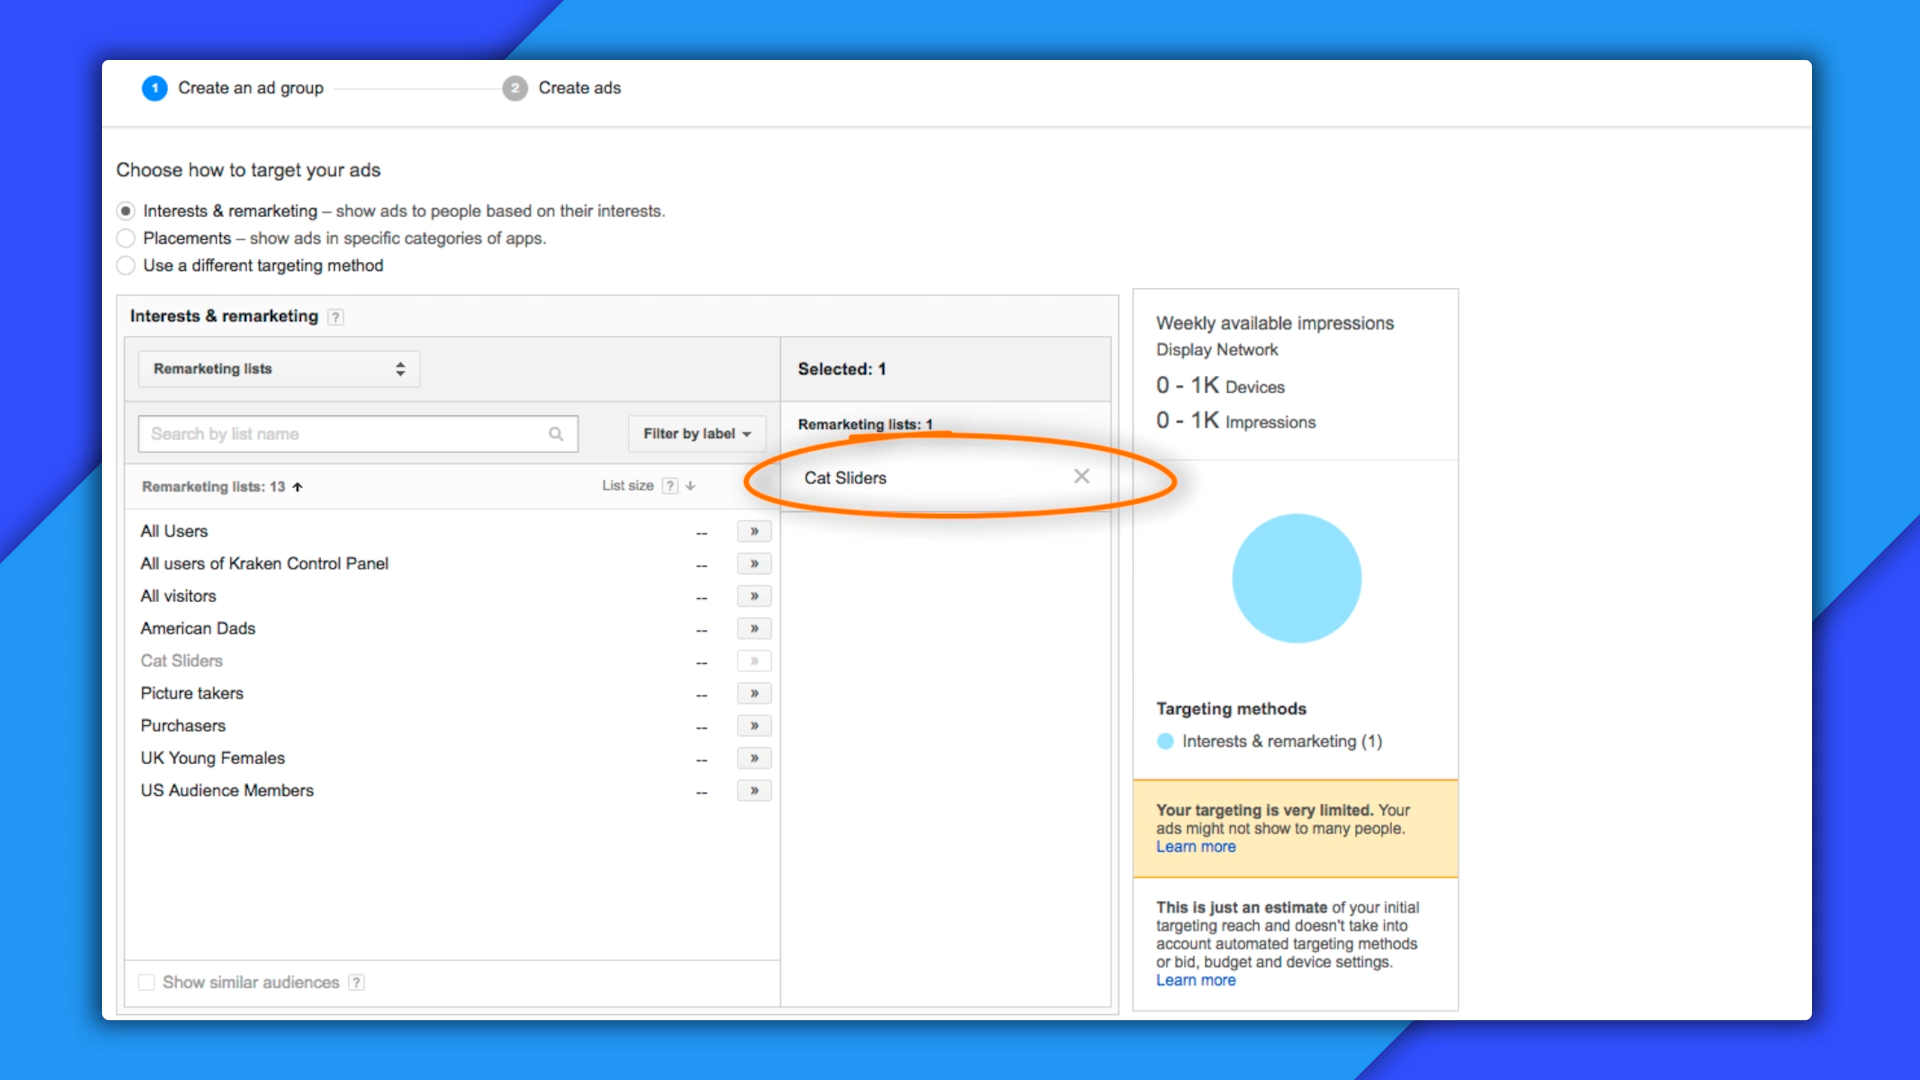 1 Create an ad group 2 Create ads
Choose how to target your ads
Interests & remarketing – show ads to people based on their interests.
Placements – show ads in specific categories of apps.
Use a different targeting method
Interests & remarketing ?
Remarketing lists
Selected: 1
Search by list name
Filter by label
Remarketing lists: 1
Cat Sliders
Remarketing lists: 13
List size ?
All Users -- »
All users of Kraken Control Panel -- »
All visitors -- »
American Dads -- »
Cat Sliders -- »
Picture takers -- »
Purchasers -- »
UK Young Females -- »
US Audience Members -- »
Show similar audiences ?
Weekly available impressions
Display Network
0 - 1K Devices
0 - 1K Impressions
Targeting methods
Interests & remarketing (1)
Your targeting is very limited. Your
ads might not show to many people.
Learn more
This is just an estimate of your initial
targeting reach and doesn't take into
account automated targeting methods
or bid, budget and device settings.
Learn more